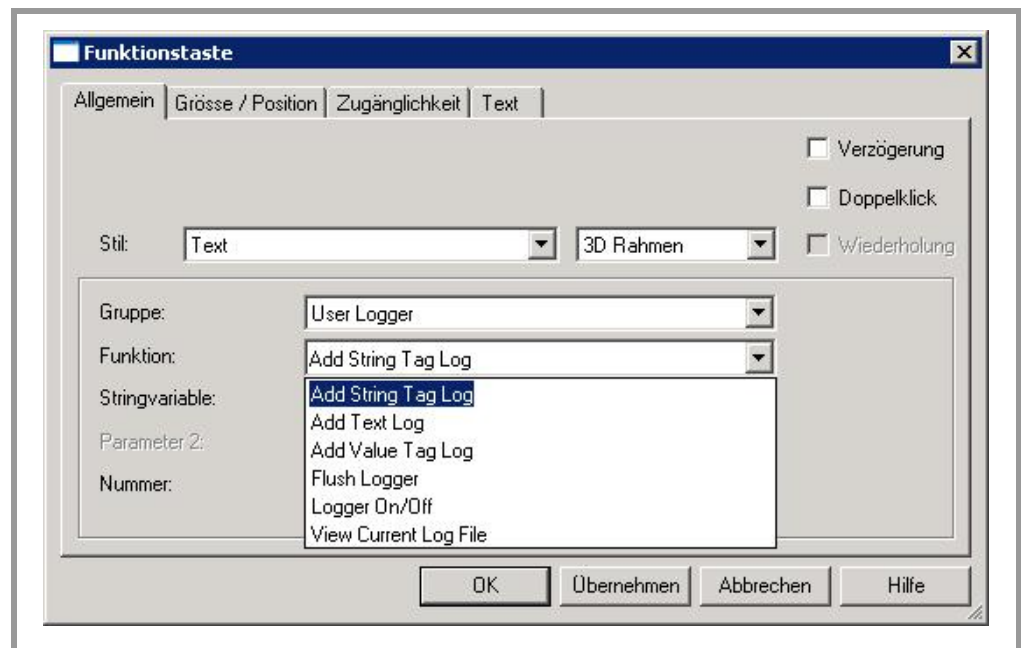 Funktionstaste
Allgemein Grösse / Position Zugänglichkeit Text
Verzögerung
Doppelklick
Stil: Text 3D Rahmen Wiederholung
Gruppe: User Logger
Funktion: Add String Tag Log
Stringvariable: Add String Tag Log
Add Text Log
Parameter 2: Add Value Tag Log
Nummer: Flush Logger
Logger On/Off
View Current Log File
OK Übernehmen Abbrechen Hilfe